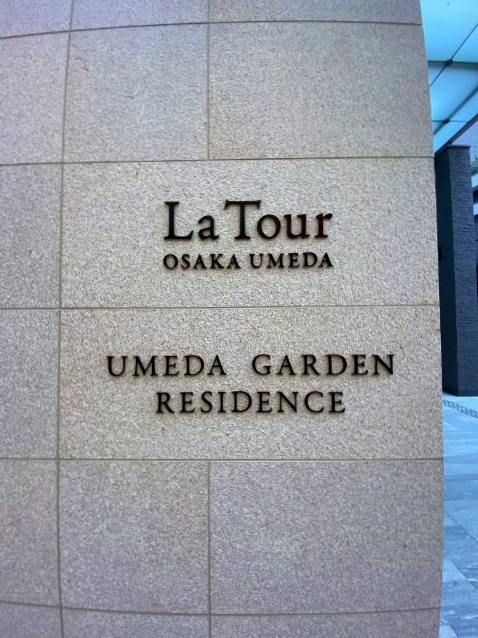 La Tour
OSAKA UMEDA
UMEDA GARDEN
RESIDENCE